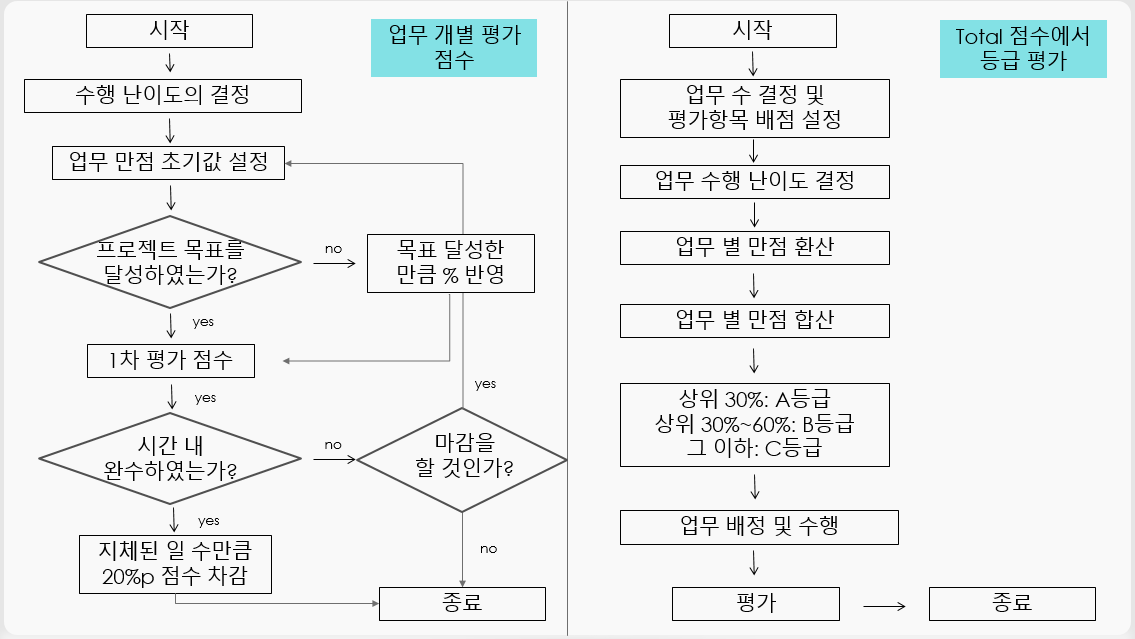 업무 개별 평가
점수
시작
수행 난이도의 결정
업무 만점 초기값 설정
프로젝트 목표를
달성하였는가?
no
목표 달성한
만큼 % 반영
yes
1차 평가 점수
yes
시간 내
완수하였는가?
no
yes
마감을
할 것인가?
yes
지체된 일 수만큼
20%p 점수 차감
no
종료
Total 점수에서
등급 평가
시작
업무 수 결정 및
평가항목 배점 설정
업무 수행 난이도 결정
업무 별 만점 환산
업무 별 만점 합산
상위 30%: A등급
상위 30%~60%: B등급
그 이하: C등급
업무 배정 및 수행
평가
종료